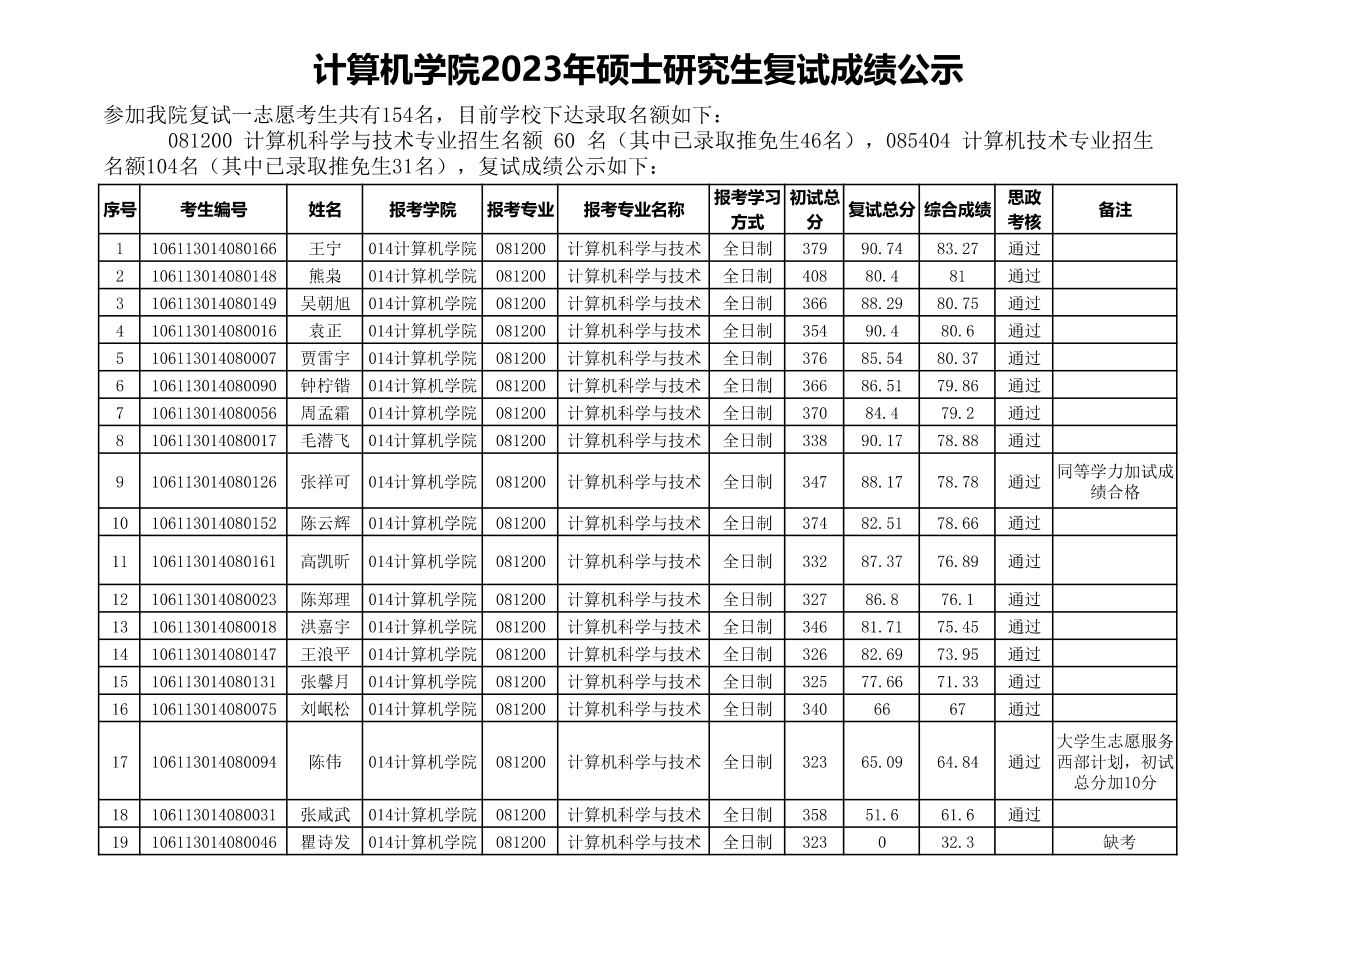 计算机学院2023年硕士研究生复试成绩公示
参加我院复试一志愿考生共有154名，目前学校下达录取名额如下：
081200 计算机科学与技术专业招生名额 60 名（其中已录取推免生46名），085404 计算机技术专业招生
名额104名（其中已录取推免生31名），复试成绩公示如下：
序号 考生编号 姓名 报考学院 报考专业 报考专业名称 报考学习方式 初试总分 复试总分 综合成绩 思政考核 备注
1 106113014080166 王宁 014计算机学院 081200 计算机科学与技术 全日制 379 90.74 83.27 通过
2 106113014080148 熊枭 014计算机学院 081200 计算机科学与技术 全日制 408 80.4 81 通过
3 106113014080149 吴朝旭 014计算机学院 081200 计算机科学与技术 全日制 366 88.29 80.75 通过
4 106113014080016 袁正 014计算机学院 081200 计算机科学与技术 全日制 354 90.4 80.6 通过
5 106113014080007 贾雷宇 014计算机学院 081200 计算机科学与技术 全日制 376 85.54 80.37 通过
6 106113014080090 钟柠锴 014计算机学院 081200 计算机科学与技术 全日制 366 86.51 79.86 通过
7 106113014080056 周孟霜 014计算机学院 081200 计算机科学与技术 全日制 370 84.4 79.2 通过
8 106113014080017 毛潜飞 014计算机学院 081200 计算机科学与技术 全日制 338 90.17 78.88 通过
9 106113014080126 张祥可 014计算机学院 081200 计算机科学与技术 全日制 347 88.17 78.78 通过 同等学力加试成绩合格
10 106113014080152 陈云辉 014计算机学院 081200 计算机科学与技术 全日制 374 82.51 78.66 通过
11 106113014080161 高凯昕 014计算机学院 081200 计算机科学与技术 全日制 332 87.37 76.89 通过
12 106113014080023 陈郑理 014计算机学院 081200 计算机科学与技术 全日制 327 86.8 76.1 通过
13 106113014080018 洪嘉宇 014计算机学院 081200 计算机科学与技术 全日制 346 81.71 75.45 通过
14 106113014080147 王浪平 014计算机学院 081200 计算机科学与技术 全日制 326 82.69 73.95 通过
15 106113014080131 张馨月 014计算机学院 081200 计算机科学与技术 全日制 325 77.66 71.33 通过
16 106113014080075 刘岷松 014计算机学院 081200 计算机科学与技术 全日制 340 66 67 通过
17 106113014080094 陈伟 014计算机学院 081200 计算机科学与技术 全日制 323 65.09 64.84 通过 大学生志愿服务西部计划，初试总分加10分
18 106113014080031 张咸武 014计算机学院 081200 计算机科学与技术 全日制 358 51.6 61.6 通过
19 106113014080046 瞿诗发 014计算机学院 081200 计算机科学与技术 全日制 323 0 32.3 缺考